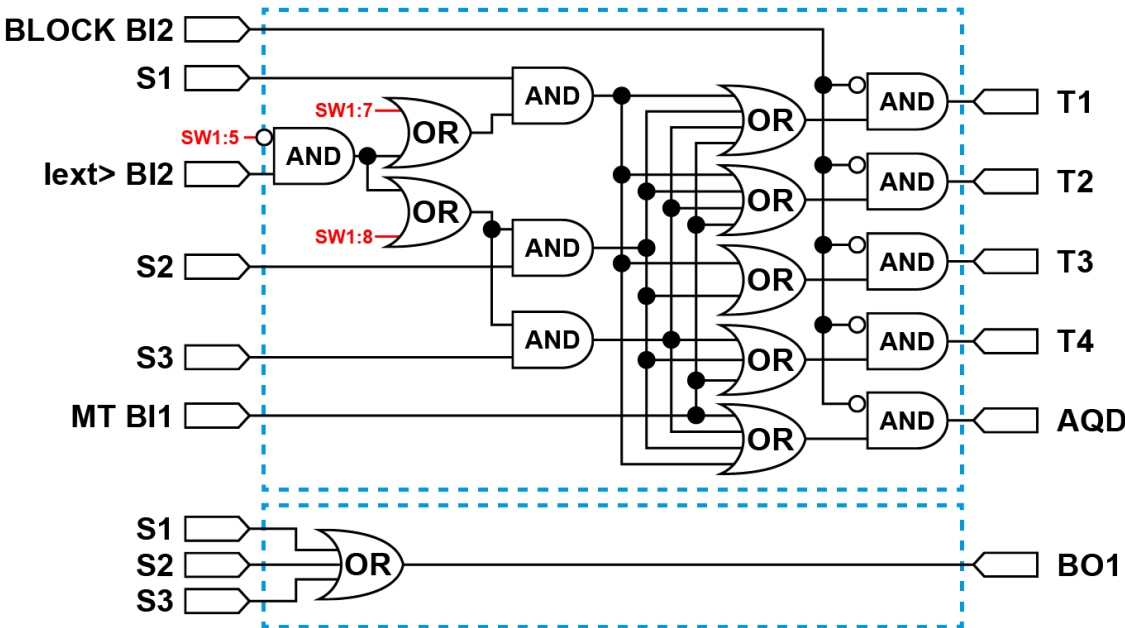 BLOCK BI2
S1
AND
SW1:7
OR
AND
T1
OR
SW1:5
AND
Iext> BI2
AND
T2
OR
OR
SW1:8
AND
S2
AND
T3
OR
AND
AND
T4
S3
OR
MT BI1
AND
AQD
OR
S1
S2
OR
BO1
S3